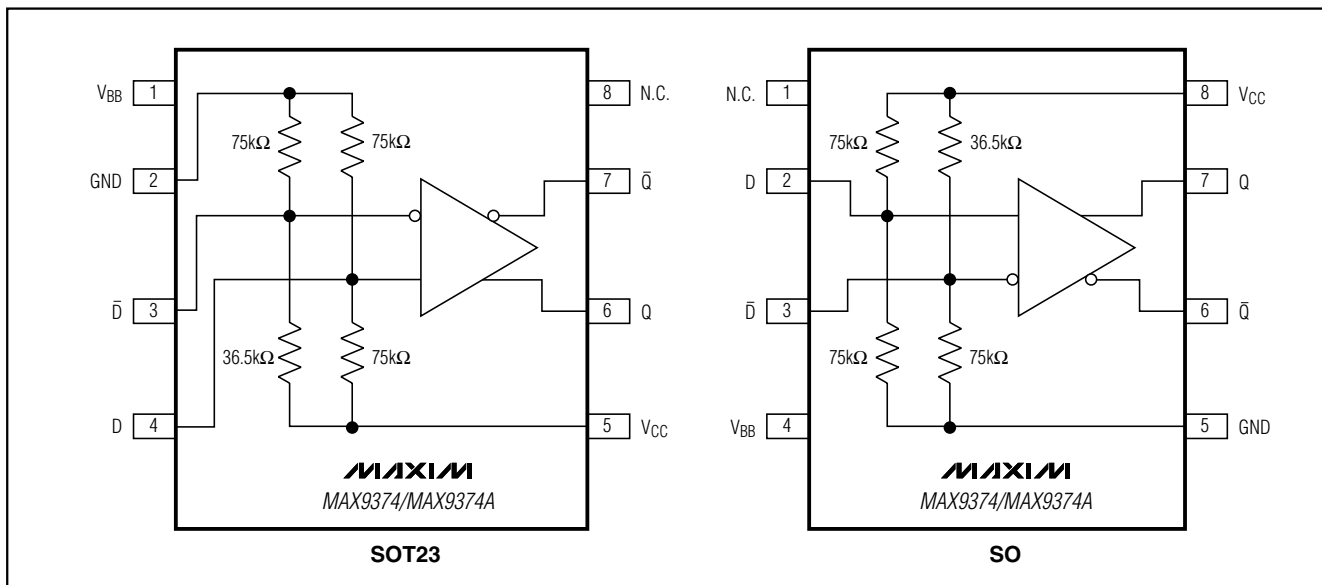 V_BB 1
8 N.C.
75kΩ
75kΩ
GND 2
7 Q̄
D̄ 3
6 Q
36.5kΩ
75kΩ
D 4
5 V_CC
MAXIM
MAX9374/MAX9374A
SOT23
N.C. 1
8 V_CC
75kΩ
36.5kΩ
D 2
7 Q
D̄ 3
6 Q̄
75kΩ
75kΩ
V_BB 4
5 GND
MAXIM
MAX9374/MAX9374A
SO